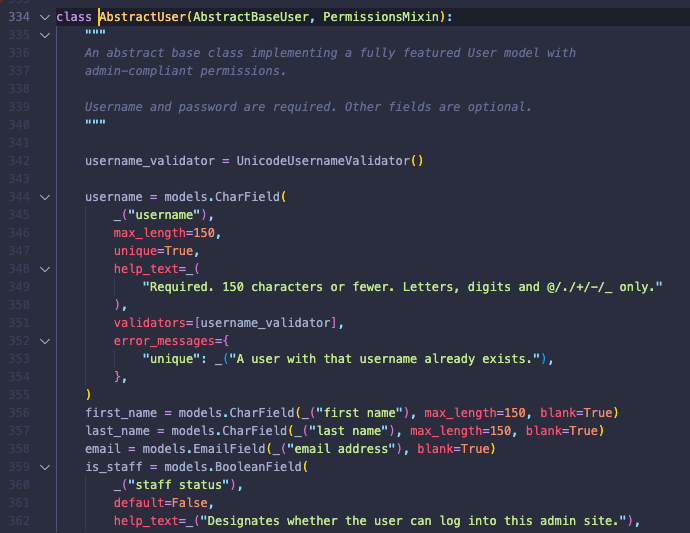 334 class AbstractUser(AbstractBaseUser, PermissionsMixin):
335     """
336     An abstract base class implementing a fully featured User model with
337     admin-compliant permissions.
338
339     Username and password are required. Other fields are optional.
340     """
341
342     username_validator = UnicodeUsernameValidator()
343
344     username = models.CharField(
345         _("username"),
346         max_length=150,
347         unique=True,
348         help_text=_(
349             "Required. 150 characters or fewer. Letters, digits and @/./+/-/_ only."
350         ),
351         validators=[username_validator],
352         error_messages={
353             "unique": _("A user with that username already exists."),
354         },
355     )
356     first_name = models.CharField(_("first name"), max_length=150, blank=True)
357     last_name = models.CharField(_("last name"), max_length=150, blank=True)
358     email = models.EmailField(_("email address"), blank=True)
359     is_staff = models.BooleanField(
360         _("staff status"),
361         default=False,
362         help_text=_("Designates whether the user can log into this admin site."),